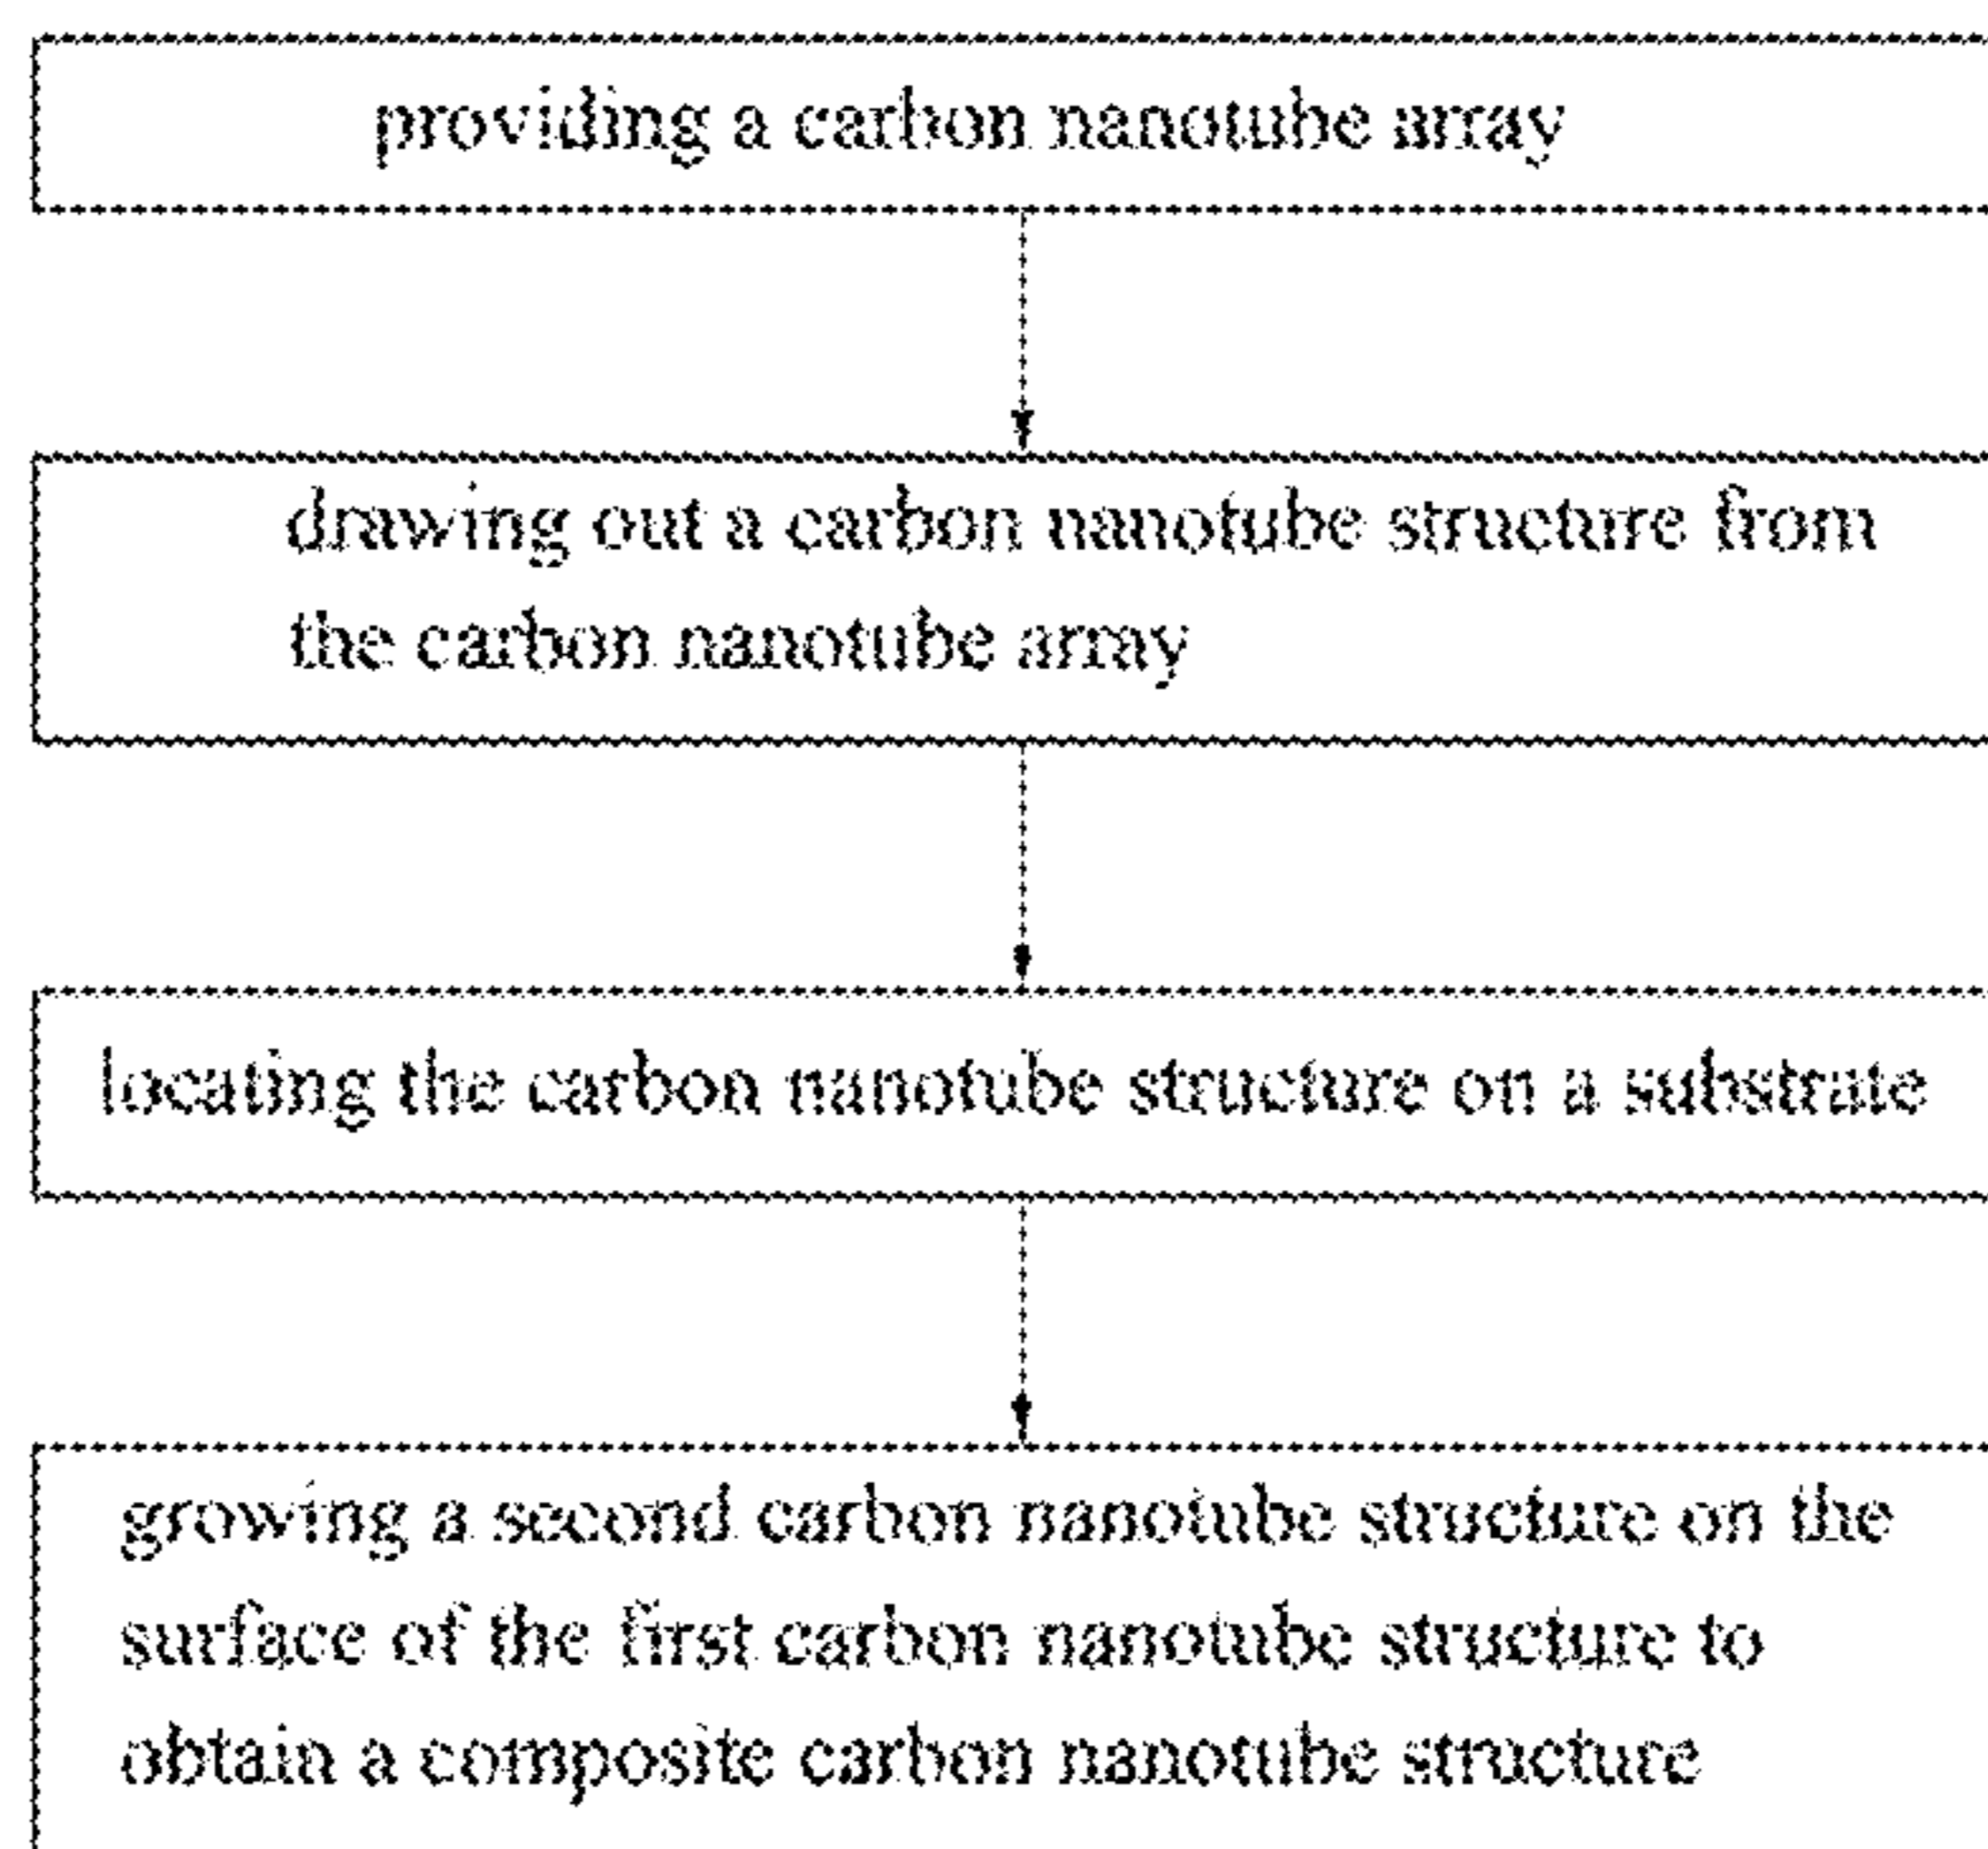 providing a carbon nanotube array
drawing out a carbon nanotube structure from
the carbon nanotube array
locating the carbon nanotube structure on a substrate
growing a second carbon nanotube structure on the
surface of the first carbon nanotube structure to
obtain a composite carbon nanotube structure